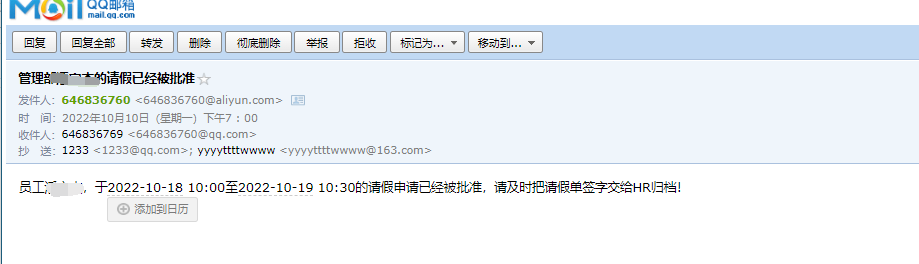 Mail QQ邮箱
mail.qq.com
回复 回复全部 转发 删除 彻底删除 举报 拒收 标记为... 移动到...
管理部的请假已经被批准
发件人：646836760 <646836760@aliyun.com>
时 间：2022年10月10日 (星期一) 下午7：00
收件人：646836769 <646836760@qq.com>
抄 送：1233 <1233@qq.com>; yyyyttttwwww <yyyyttttwwww@163.com>
员工，于2022-10-18 10:00至2022-10-19 10:30的请假申请已经被批准，请及时把请假单签字交给HR归档！
添加到日历